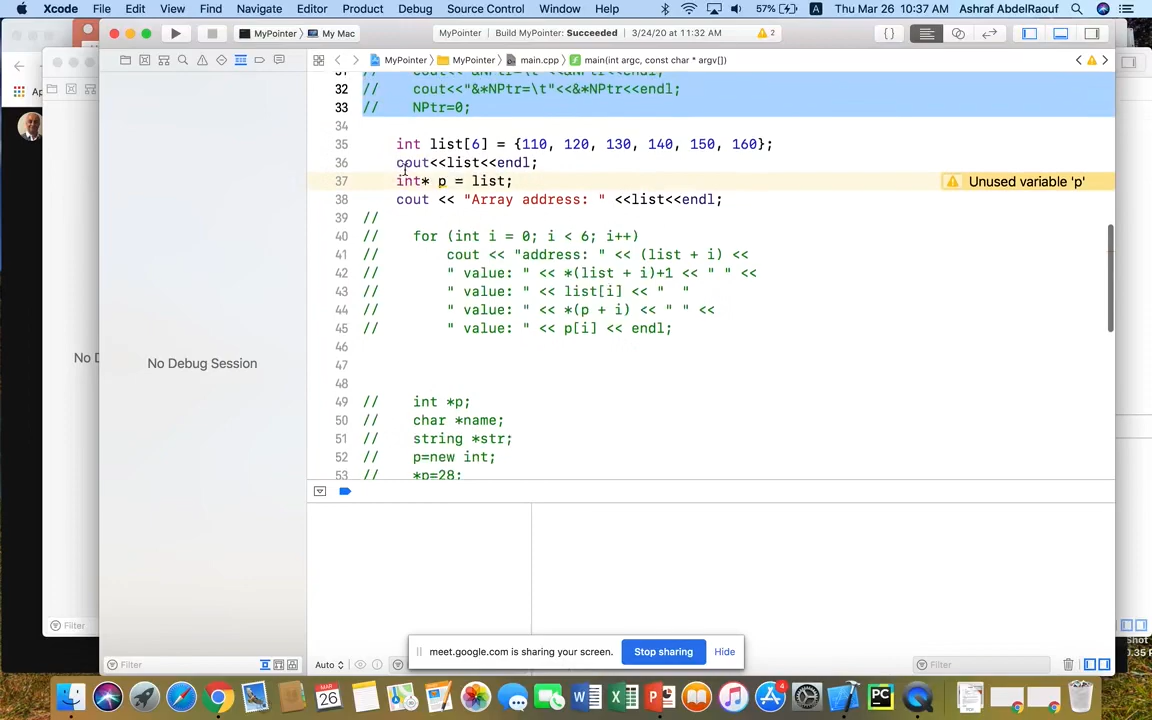 Xcode File Edit View Find Navigate Editor Product Debug Source Control Window Help 57% A Thu Mar 26 10:37 AM Ashraf AbdelRaouf
MyPointer My Mac MyPointer Build MyPointer: Succeeded 3/24/20 at 11:32 AM 2
MyPointer MyPointer main.cpp main(int argc, const char * argv[])
32 // cout<<"&*NPtr=\t"<<&*NPtr<<endl;
33 // NPtr=0;
34
35 int list[6] = {110, 120, 130, 140, 150, 160};
36 cout<<list<<endl;
37 int* p = list; Unused variable 'p'
38 cout << "Array address: " <<list<<endl;
39 //
40 // for (int i = 0; i < 6; i++)
41 // cout << "address: " << (list + i) <<
42 // " value: " << *(list + i)+1 << " " <<
43 // " value: " << list[i] << "  "
44 // " value: " << *(p + i) << " " <<
45 // " value: " << p[i] << endl;
46
47
48
49 // int *p;
50 // char *name;
51 // string *str;
52 // p=new int;
53 // *p=28;
No Debug Session
No D
Filter
Filter
Auto
Filter
meet.google.com is sharing your screen. Stop sharing Hide